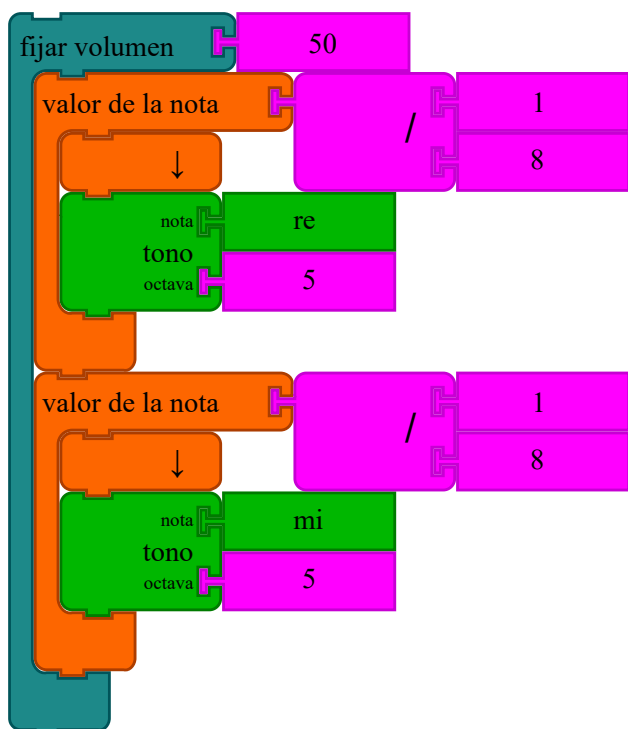 fijar volumen 50
valor de la nota / 1
8
↓
nota re
tono
octava 5
valor de la nota / 1
8
↓
nota mi
tono
octava 5